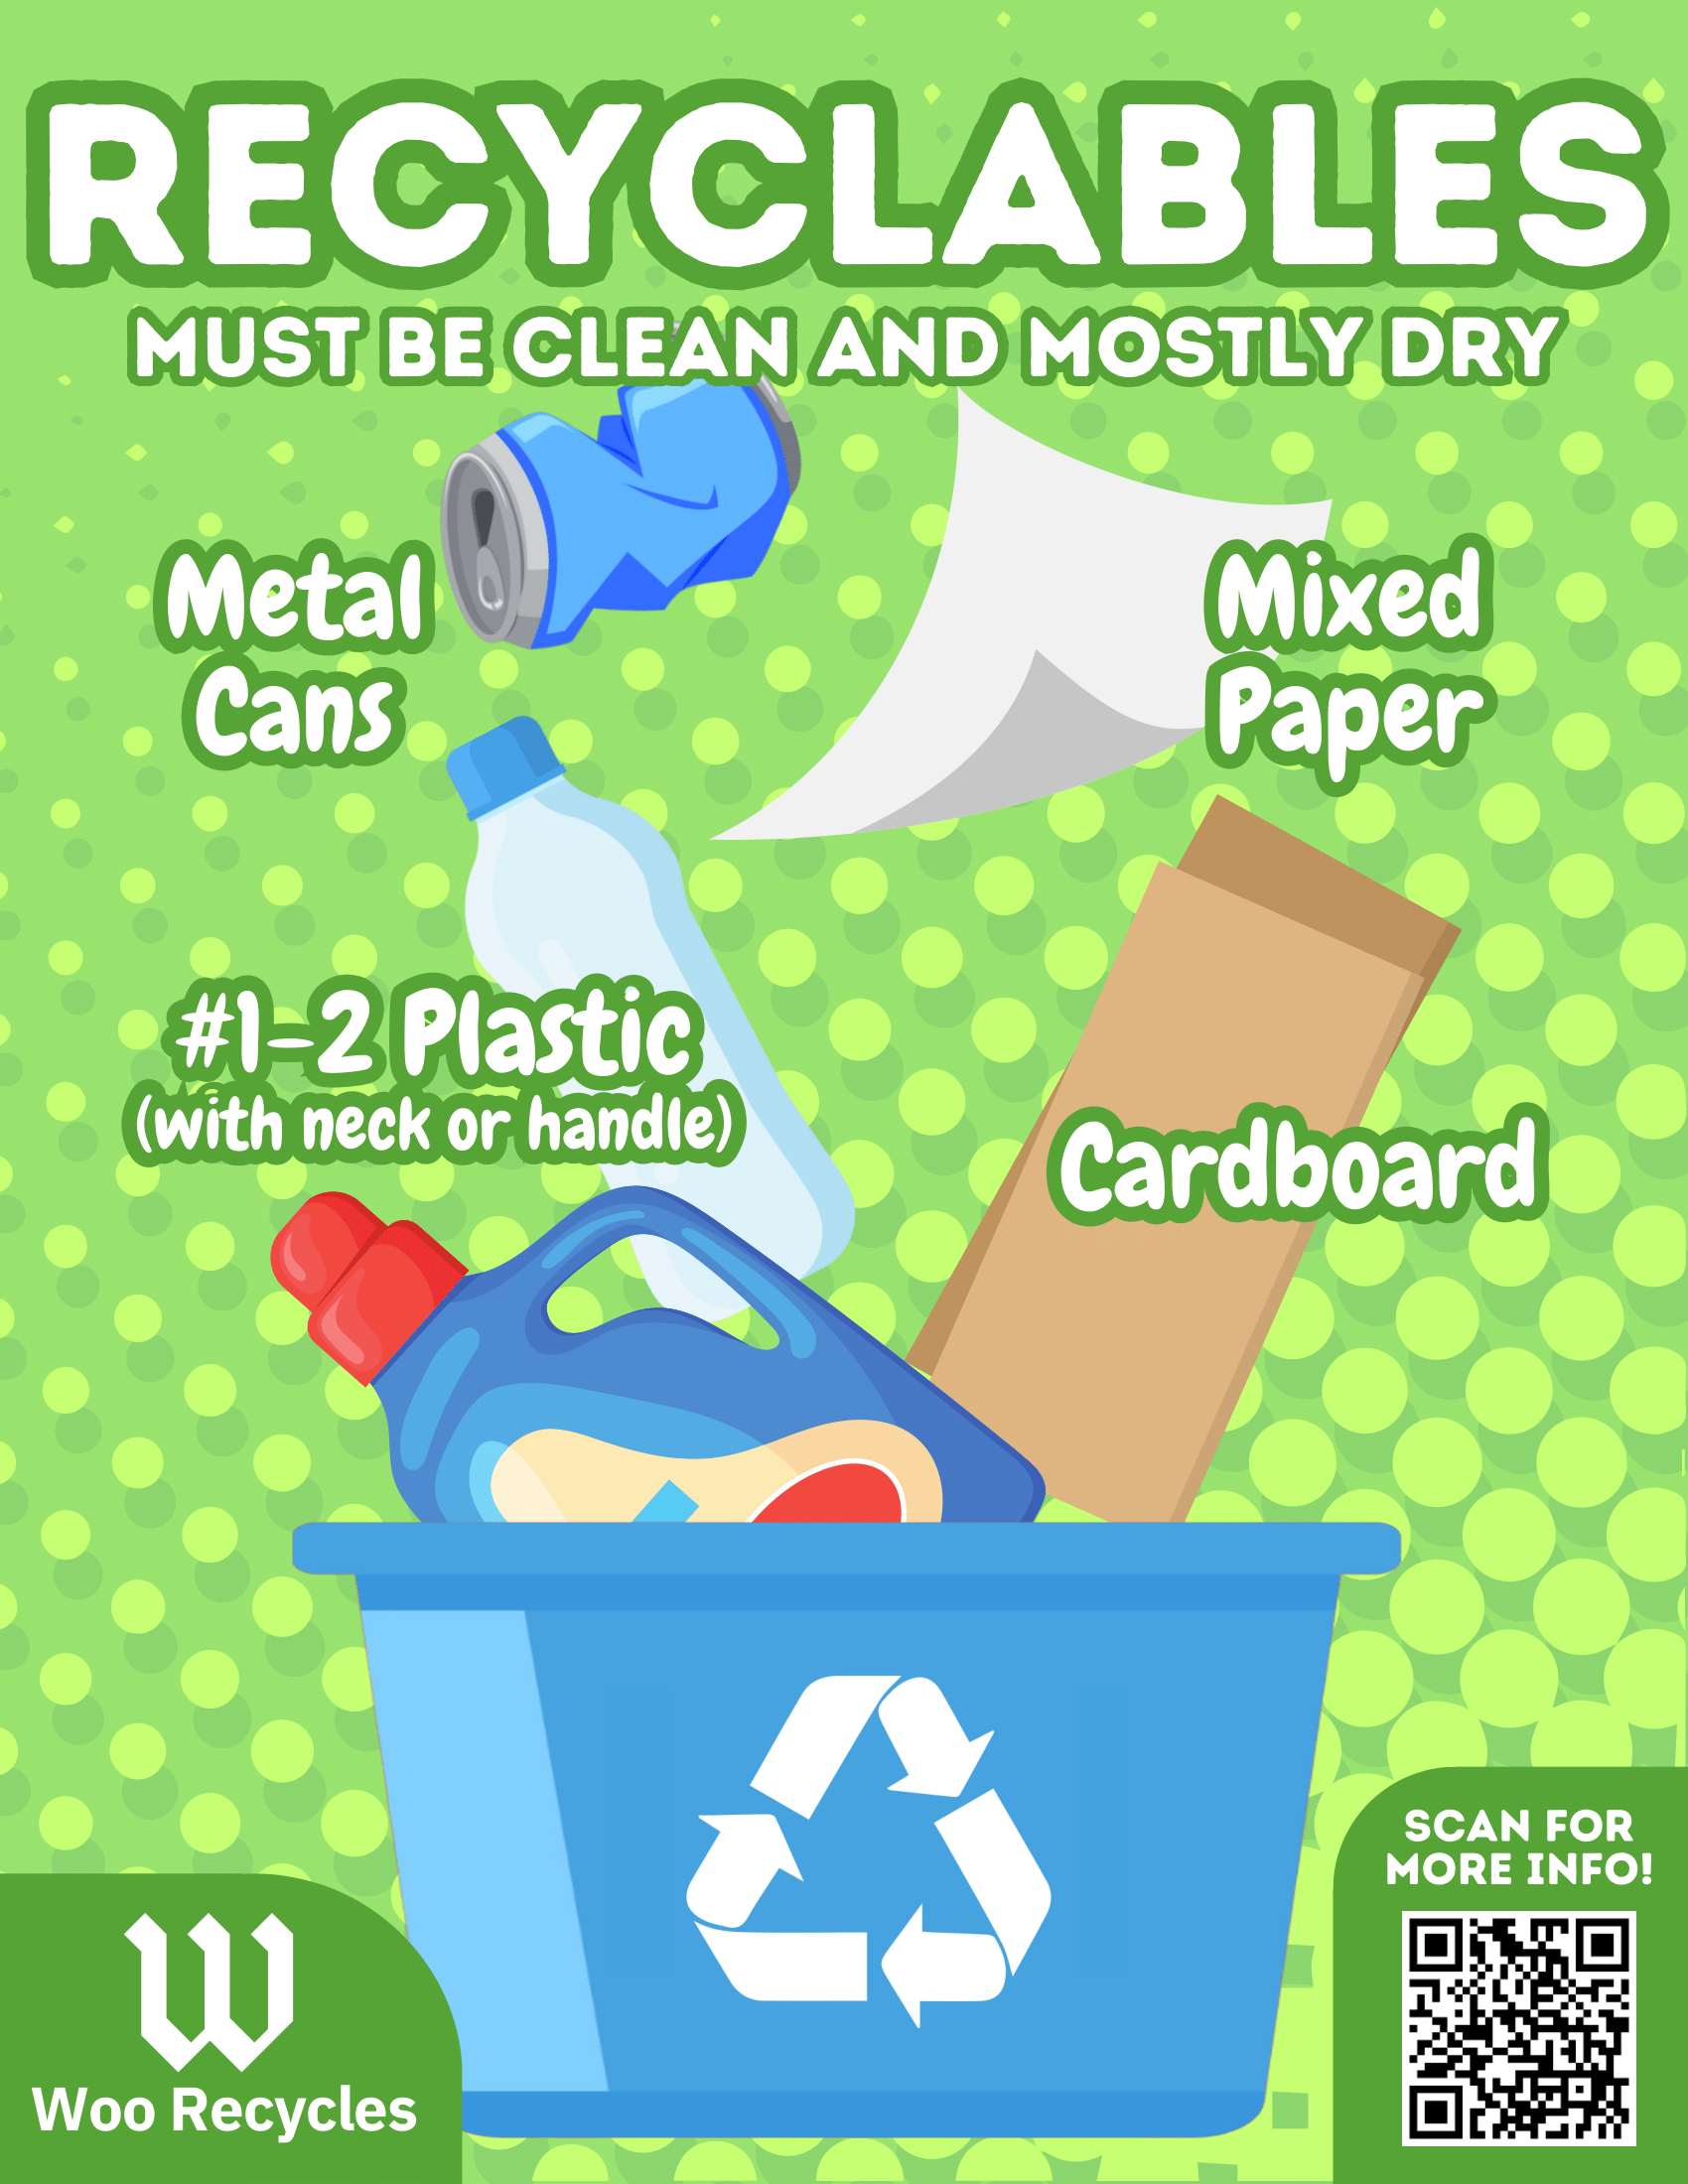 RECYCLABLES
MUST BE CLEAN AND MOSTLY DRY
Metal
Cans
Mixed
Paper
#1-2 Plastic
(with neck or handle)
Cardboard
SCAN FOR
MORE INFO!
W
Woo Recycles